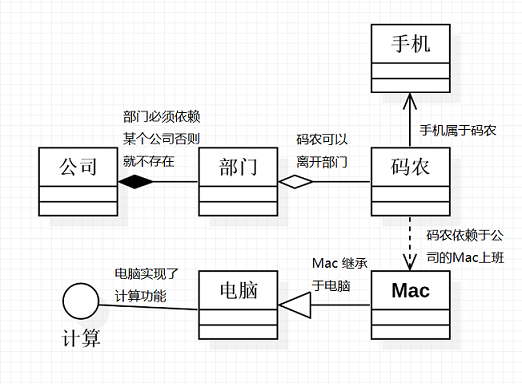 手机
部门必须依赖
某个公司否则
就不存在
码农可以
离开部门
手机属于码农
公司
部门
码农
码农依赖于公
司的Mac上班
Mac 继承
于电脑
电脑实现了
计算功能
电脑
Mac
计算